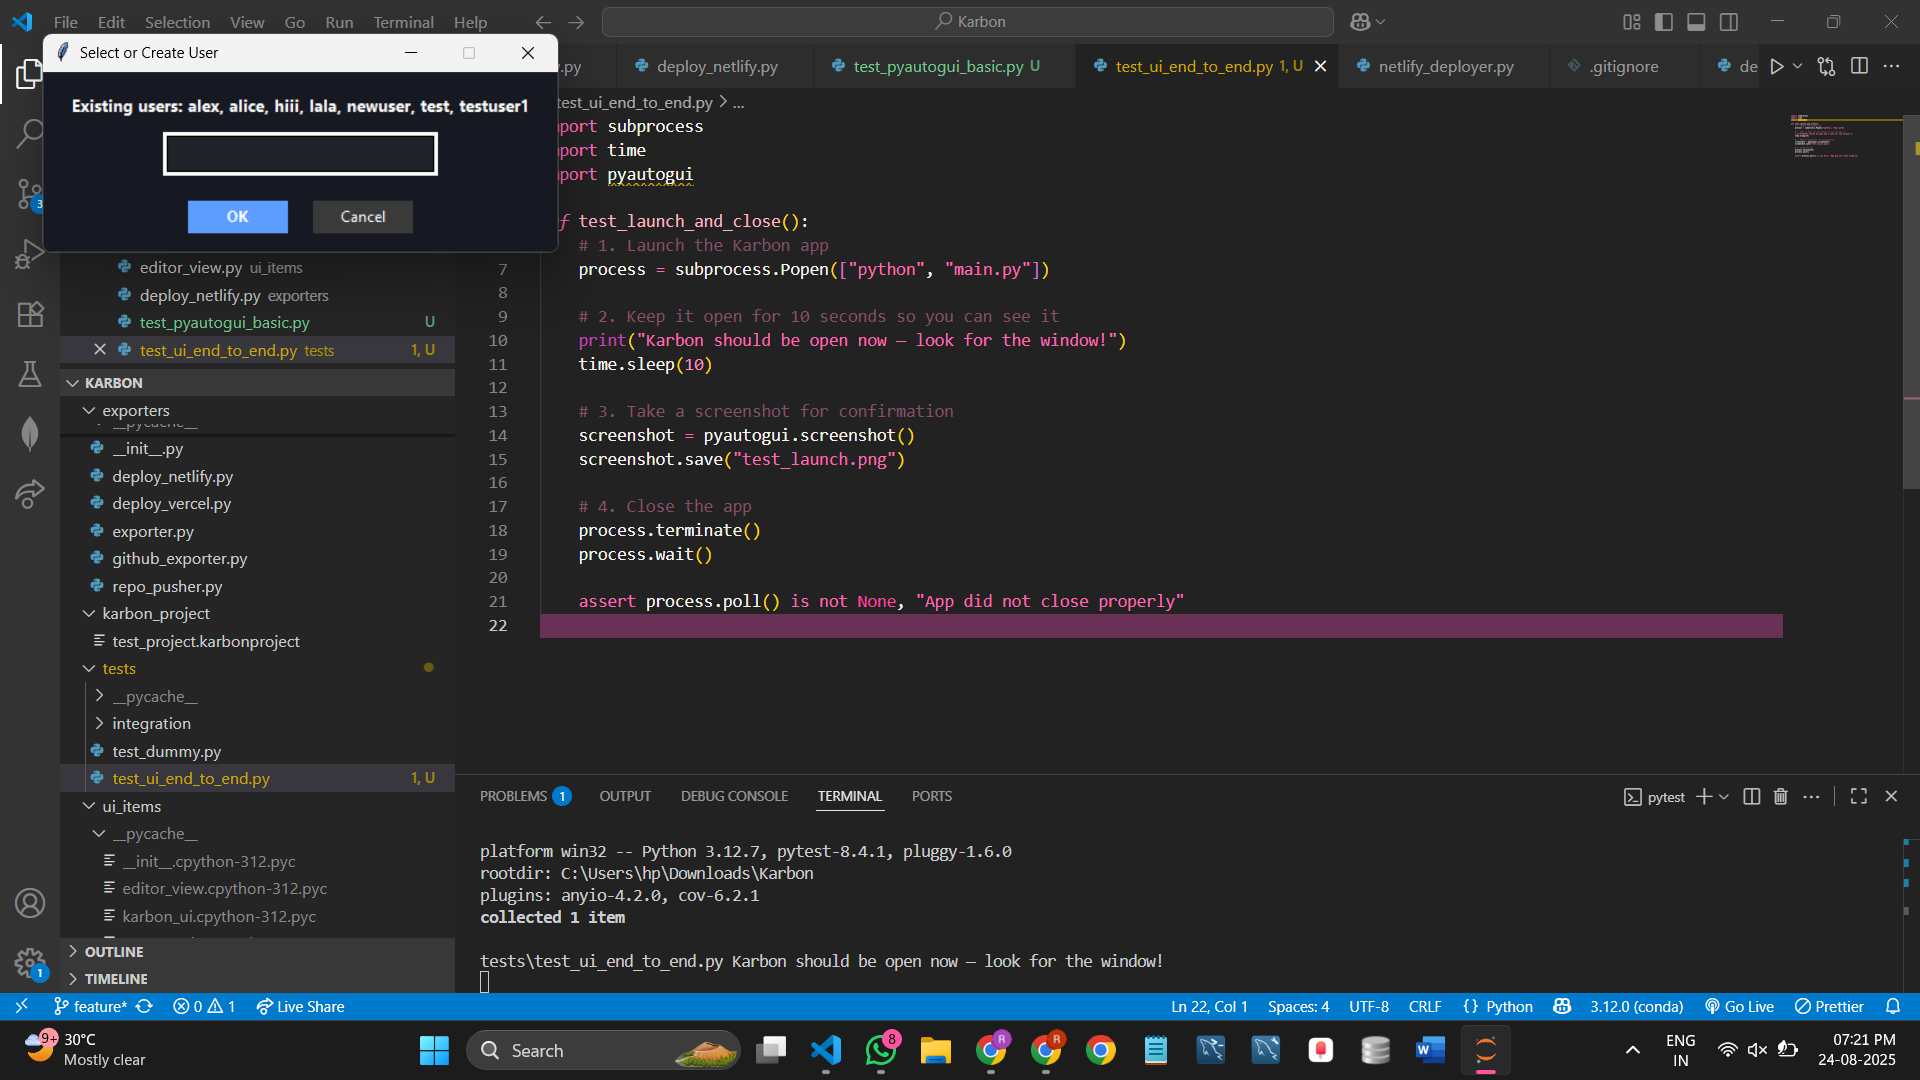 File Edit Selection View Go Run Terminal Help
Karbon
Select or Create User
Existing users: alex, alice, hiii, lala, newuser, test, testuser1
OK Cancel
.py
deploy_netlify.py
test_pyautogui_basic.py U
test_ui_end_to_end.py 1, U
netlify_deployer.py
.gitignore
de
test_ui_end_to_end.py > ...
3
editor_view.py ui_items
deploy_netlify.py exporters
test_pyautogui_basic.py U
test_ui_end_to_end.py tests 1, U
KARBON
exporters
__pycache__
__init__.py
deploy_netlify.py
deploy_vercel.py
exporter.py
github_exporter.py
repo_pusher.py
karbon_project
test_project.karbonproject
tests
__pycache__
integration
test_dummy.py
test_ui_end_to_end.py 1, U
ui_items
__pycache__
__init__.cpython-312.pyc
editor_view.cpython-312.pyc
karbon_ui.cpython-312.pyc
OUTLINE
TIMELINE
1
port subprocess
port time
port pyautogui
f test_launch_and_close():
# 1. Launch the Karbon app
7 process = subprocess.Popen(["python", "main.py"])
8
9 # 2. Keep it open for 10 seconds so you can see it
10 print("Karbon should be open now — look for the window!")
11 time.sleep(10)
12
13 # 3. Take a screenshot for confirmation
14 screenshot = pyautogui.screenshot()
15 screenshot.save("test_launch.png")
16
17 # 4. Close the app
18 process.terminate()
19 process.wait()
20
21 assert process.poll() is not None, "App did not close properly"
22
PROBLEMS 1 OUTPUT DEBUG CONSOLE TERMINAL PORTS
pytest
platform win32 -- Python 3.12.7, pytest-8.4.1, pluggy-1.6.0
rootdir: C:\Users\hp\Downloads\Karbon
plugins: anyio-4.2.0, cov-6.2.1
collected 1 item
tests\test_ui_end_to_end.py Karbon should be open now — look for the window!
feature* 0 1 Live Share
Ln 22, Col 1 Spaces: 4 UTF-8 CRLF {} Python 3.12.0 (conda) Go Live Prettier
9+ 30°C
Mostly clear
Search
8
R
R
ENG
IN
07:21 PM
24-08-2025